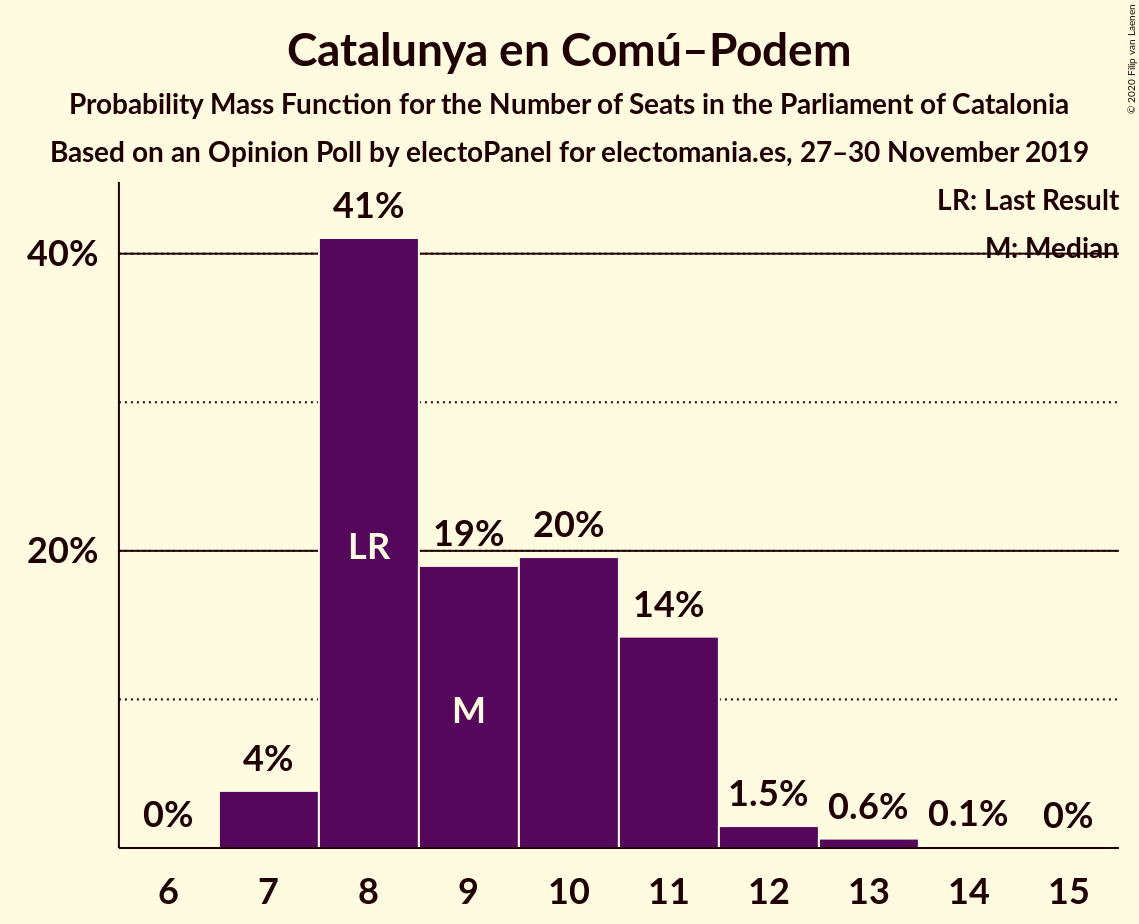 Catalunya en Comú–Podem
Probability Mass Function for the Number of Seats in the Parliament of Catalonia
Based on an Opinion Poll by electoPanel for electomania.es, 27–30 November 2019
© 2020 Filip van Laenen
LR: Last Result
M: Median
40%
20%
0%
4%
41%
19%
20%
14%
1.5%
0.6%
0.1%
0%
LR
M
6 7 8 9 10 11 12 13 14 15